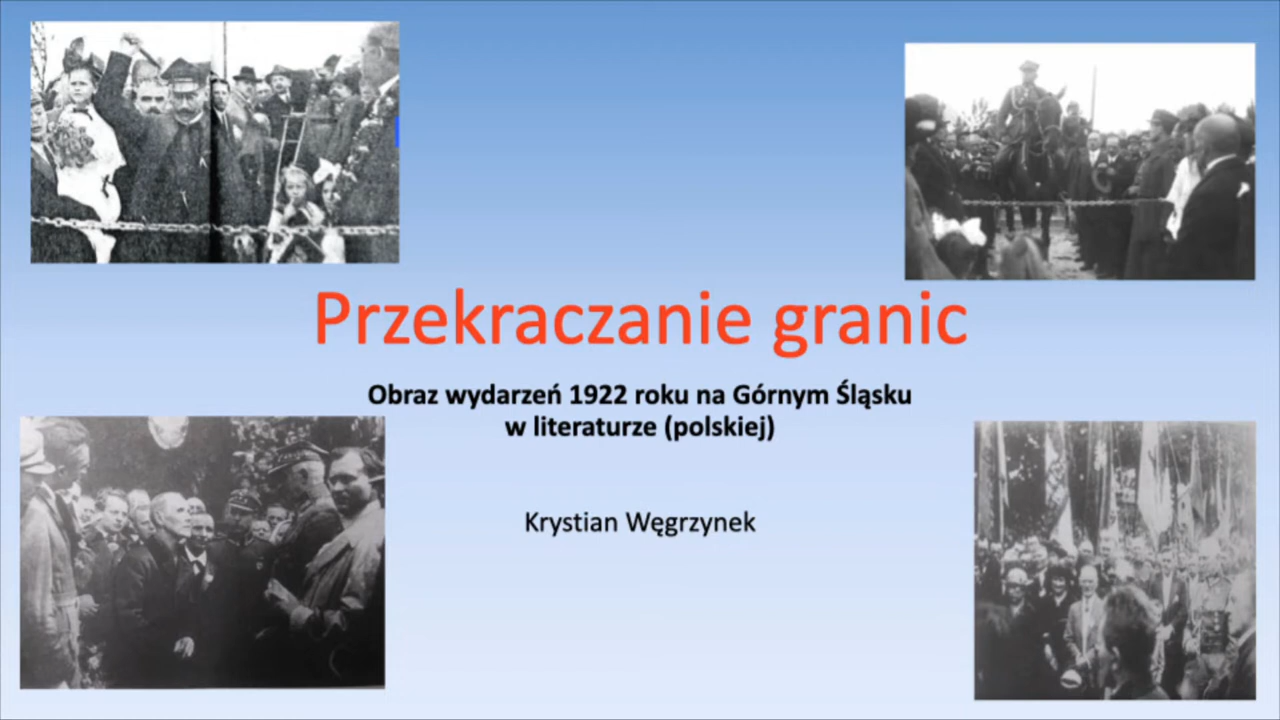 Przekraczanie granic
Obraz wydarzeń 1922 roku na Górnym Śląsku
w literaturze (polskiej)
Krystian Węgrzynek